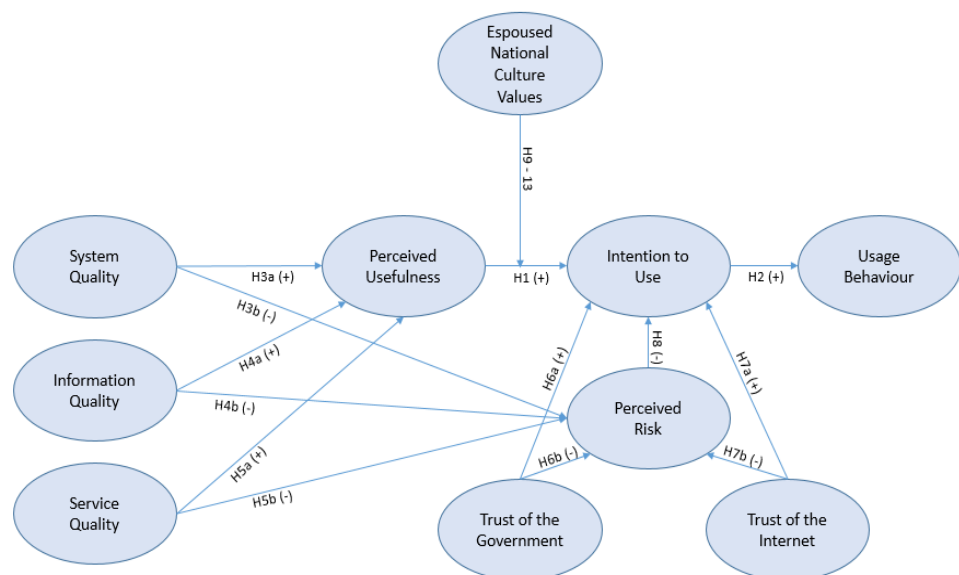 Espoused
National
Culture
Values
H9 - 13
System
Quality
H3a (+)
Perceived
Usefulness
H1 (+)
Intention to
Use
H2 (+)
Usage
Behaviour
H3b (-)
H4a (+)
H6a (+)
H8 (-)
H7a (+)
Information
Quality
H4b (-)
Perceived
Risk
H5a (+)
H5b (-)
H6b (-)
H7b (-)
Service
Quality
Trust of the
Government
Trust of the
Internet